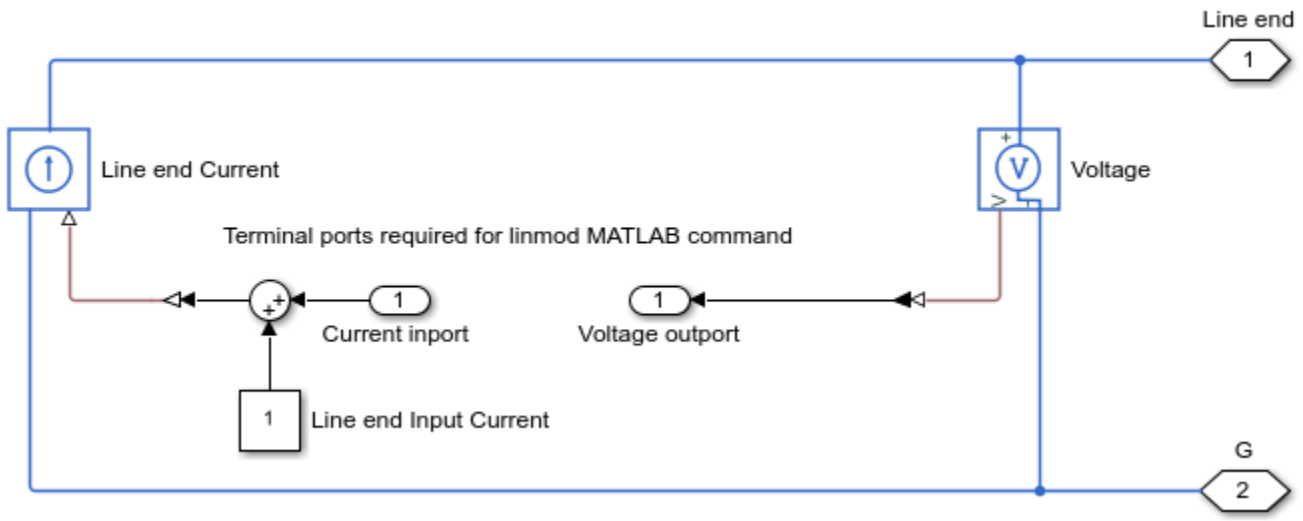 Line end
1
+
V
Line end Current
Voltage
Terminal ports required for linmod MATLAB command
+
+
1
1
Current inport
Voltage outport
1
Line end Input Current
G
2